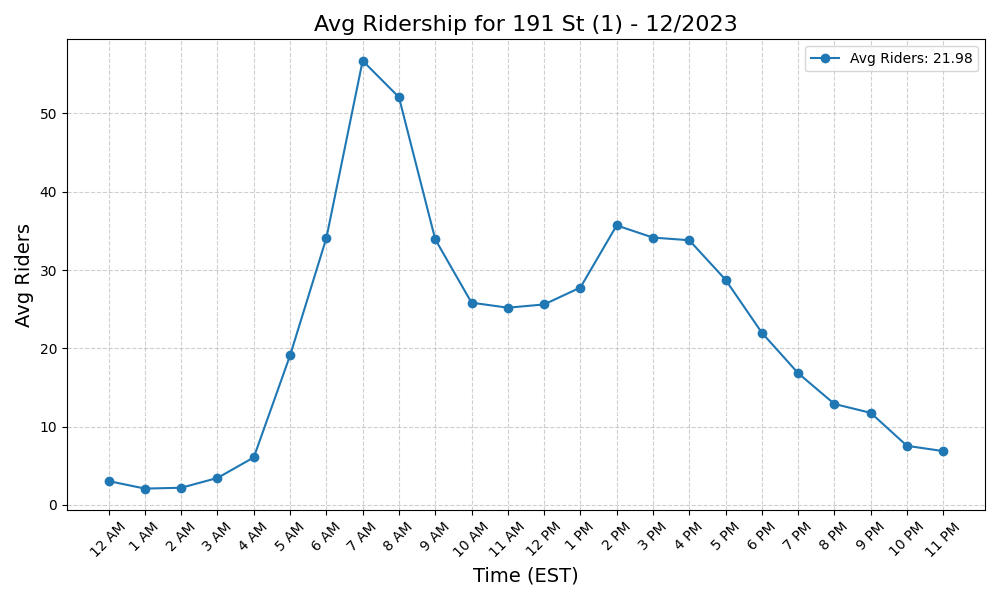 Avg Ridership for 191 St (1) - 12/2023
Avg Riders: 21.98
Avg Riders
50
40
30
20
10
0
12 AM
1 AM
2 AM
3 AM
4 AM
5 AM
6 AM
7 AM
8 AM
9 AM
10 AM
11 AM
12 PM
1 PM
2 PM
3 PM
4 PM
5 PM
6 PM
7 PM
8 PM
9 PM
10 PM
11 PM
Time (EST)